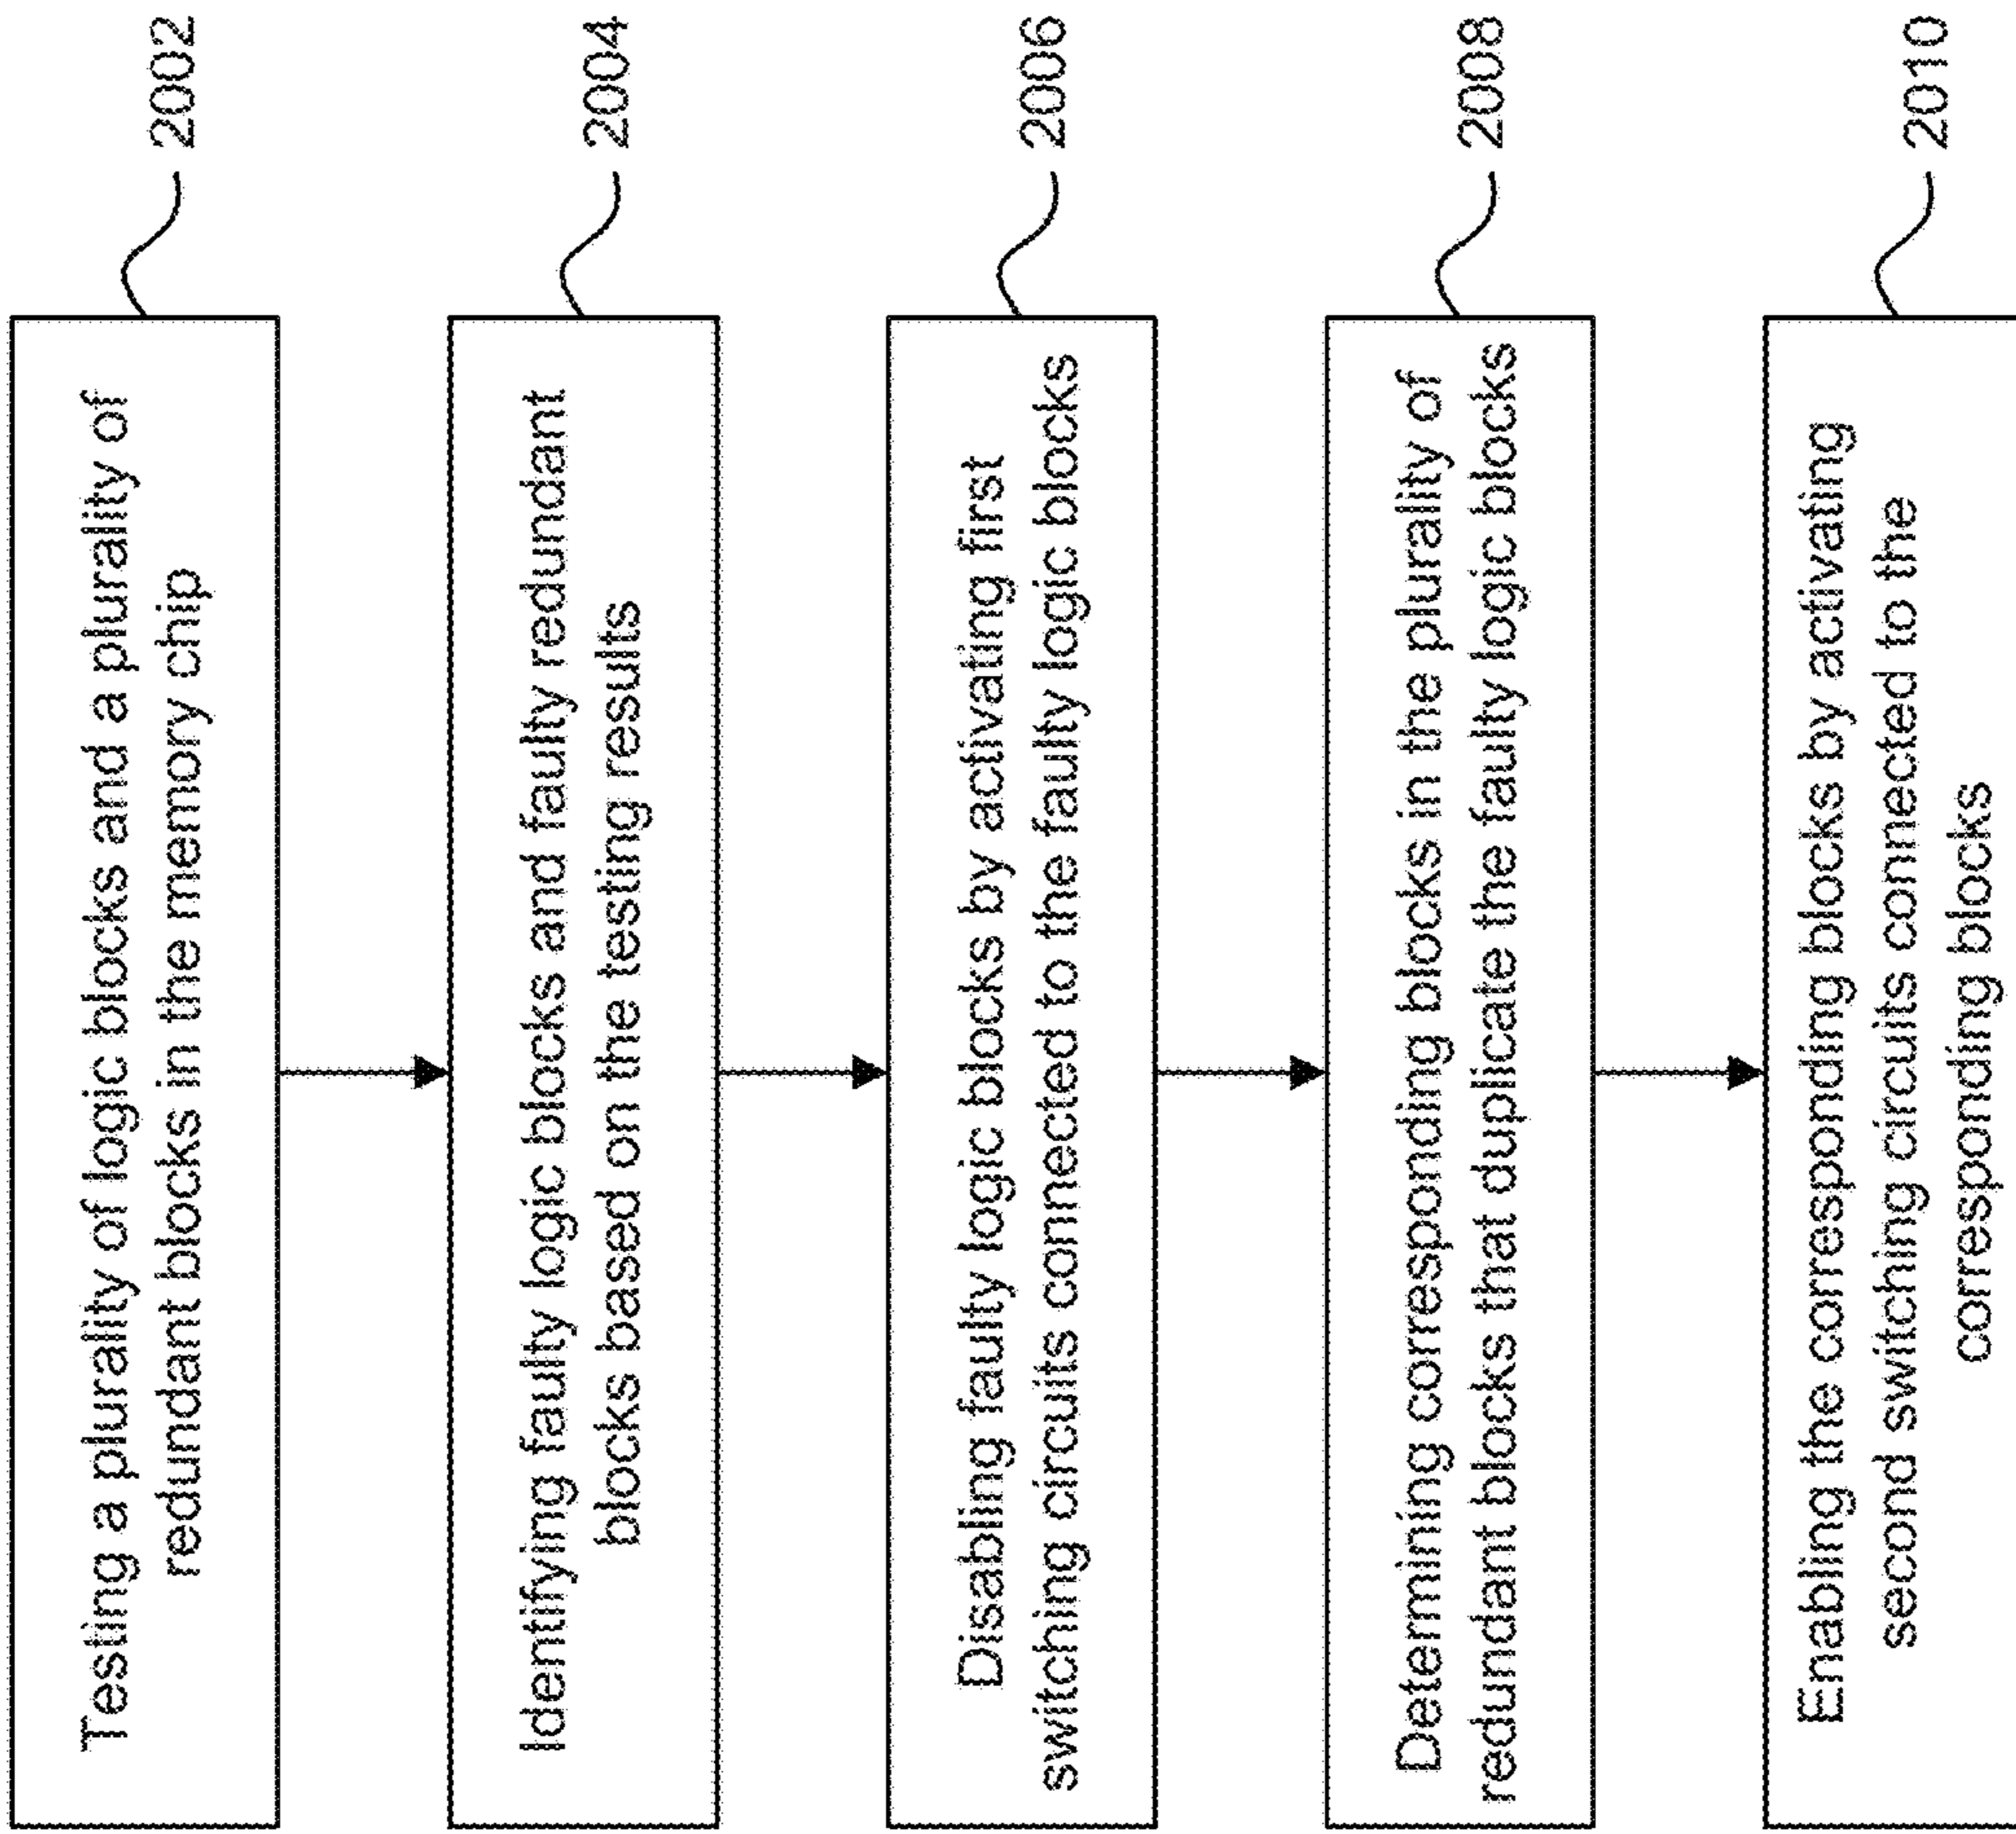 Testing a plurality of logic blocks and a plurality of
redundant blocks in the memory chip
2002
Identifying faulty logic blocks and faulty redundant
blocks based on the testing results
2004
Disabling faulty logic blocks by activating first
switching circuits connected to the faulty logic blocks
2006
Determining corresponding blocks in the plurality of
redundant blocks that duplicate the faulty logic blocks
2008
Enabling the corresponding blocks by activating
second switching circuits connected to the
corresponding blocks
2010